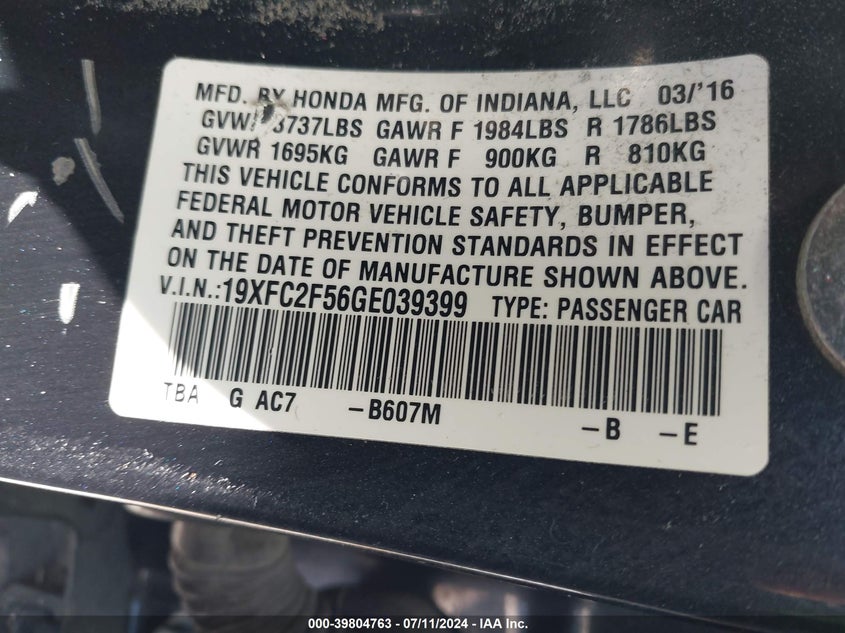 MFD. BY HONDA MFG. OF INDIANA, LLC 03/'16
GVWR 3737LBS GAWR F 1984LBS R 1786LBS
GVWR 1695KG GAWR F 900KG R 810KG
THIS VEHICLE CONFORMS TO ALL APPLICABLE
FEDERAL MOTOR VEHICLE SAFETY, BUMPER,
AND THEFT PREVENTION STANDARDS IN EFFECT
ON THE DATE OF MANUFACTURE SHOWN ABOVE.
V.I.N.:19XFC2F56GE039399 TYPE: PASSENGER CAR
TBA G AC7 -B607M -B -E
000-39804763 - 07/11/2024 - IAA Inc.